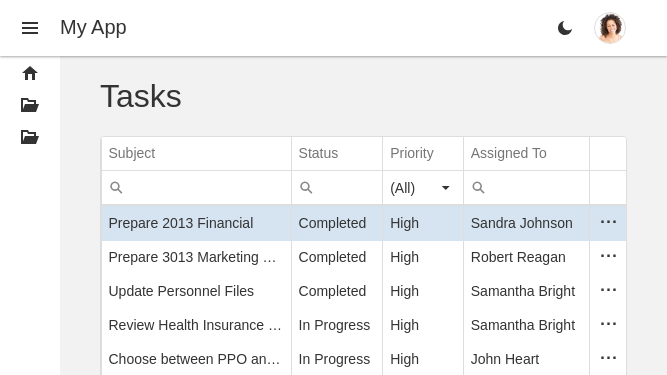 My App
Tasks
Subject Status Priority Assigned To
(All)
Prepare 2013 Financial Completed High Sandra Johnson ...
Prepare 3013 Marketing ... Completed High Robert Reagan ...
Update Personnel Files Completed High Samantha Bright ...
Review Health Insurance ... In Progress High Samantha Bright ...
Choose between PPO an... In Progress High John Heart ...